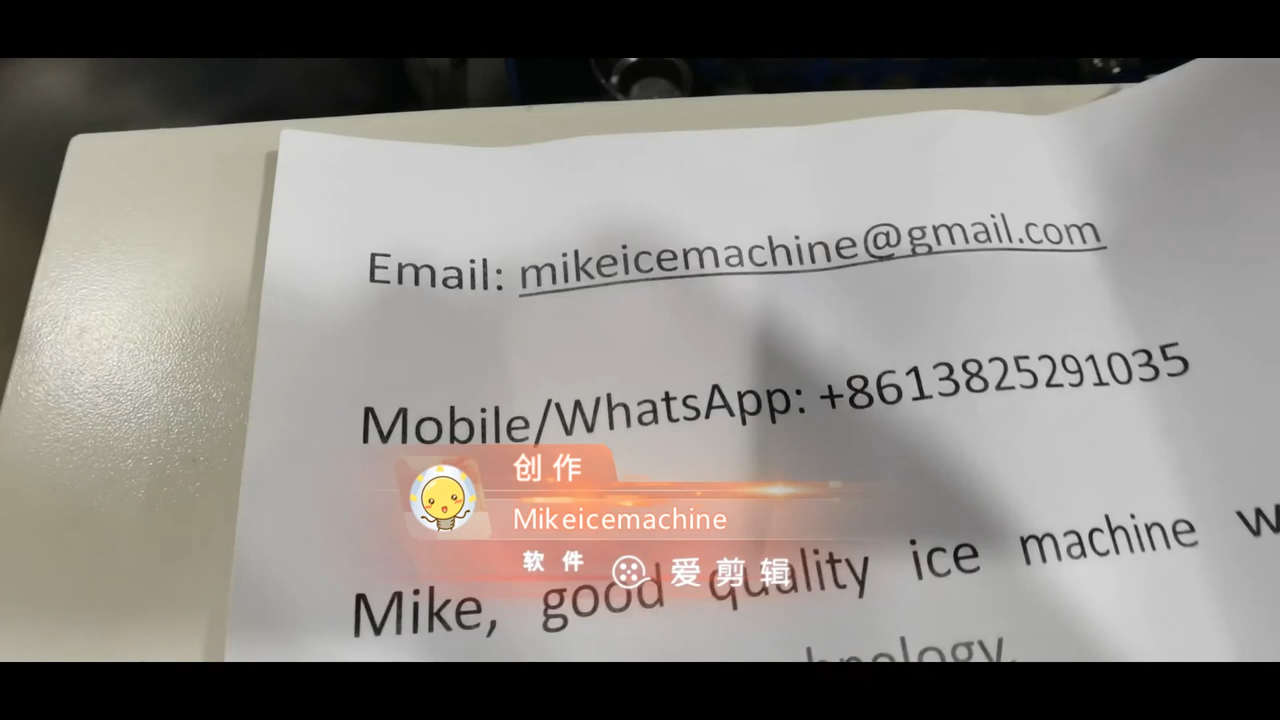 Email: mikeicemachine@gmail.com
Mobile/WhatsApp: +8613825291035
创作
Mikeicemachine
软件 爱剪辑
Mike, good quality ice machine